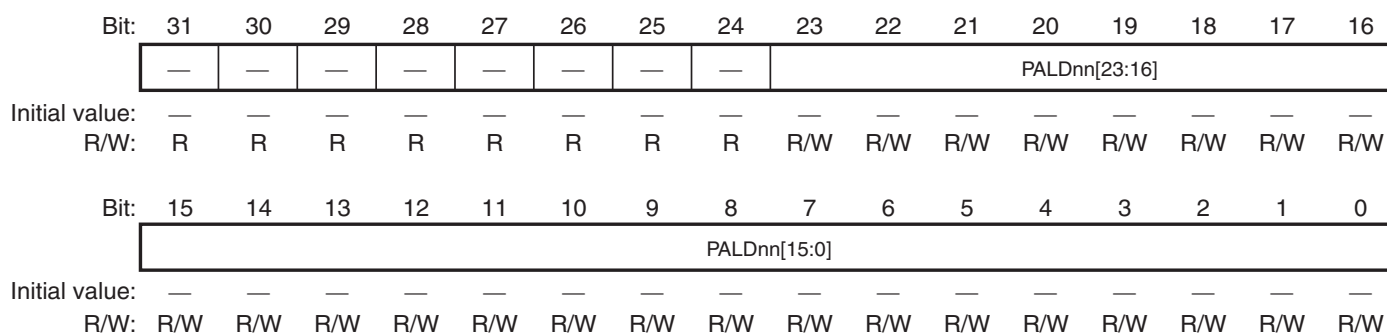 Bit: 31 30 29 28 27 26 25 24 23 22 21 20 19 18 17 16
— — — — — — — — PALDnn[23:16]
Initial value: — — — — — — — — — — — — — — — —
R/W: R R R R R R R R R/W R/W R/W R/W R/W R/W R/W R/W
Bit: 15 14 13 12 11 10 9 8 7 6 5 4 3 2 1 0
PALDnn[15:0]
Initial value: — — — — — — — — — — — — — — — —
R/W: R/W R/W R/W R/W R/W R/W R/W R/W R/W R/W R/W R/W R/W R/W R/W R/W